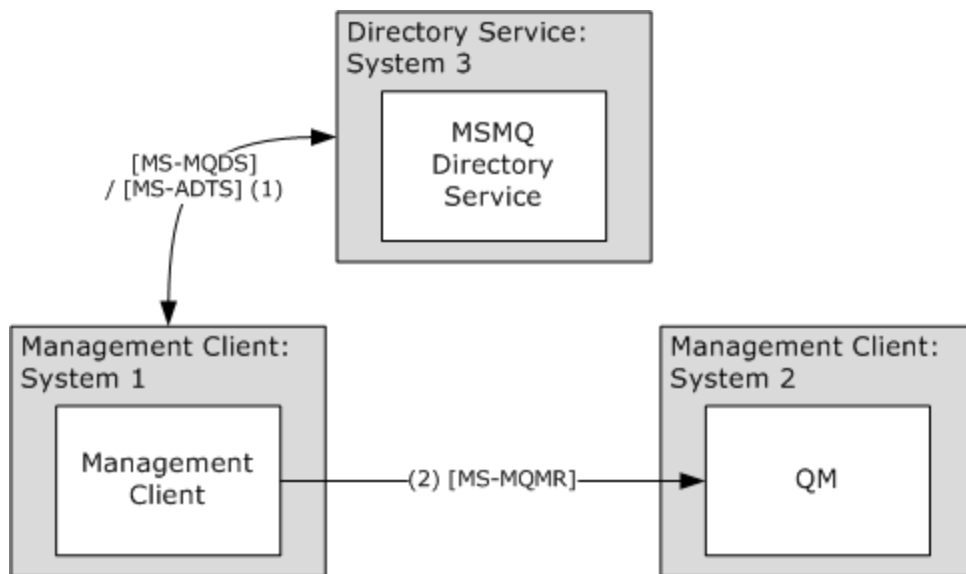 Directory Service:
System 3
MSMQ
Directory
Service
[MS-MQDS]
/ [MS-ADTS] (1)
Management Client:
System 1
Management
Client
(2) [MS-MQMR]
Management Client:
System 2
QM